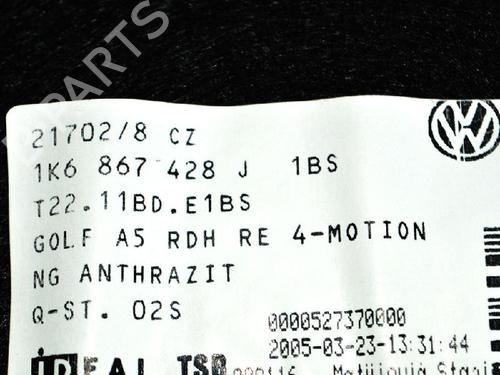 PARTS
21702/8 CZ
1K6 867 428 J 1BS
T22.11BD.E1BS
GOLF A5 RDH RE 4-MOTION
NG ANTHRAZIT
Q-ST. 02S
0000527370000
2005-03-23-13:31:44